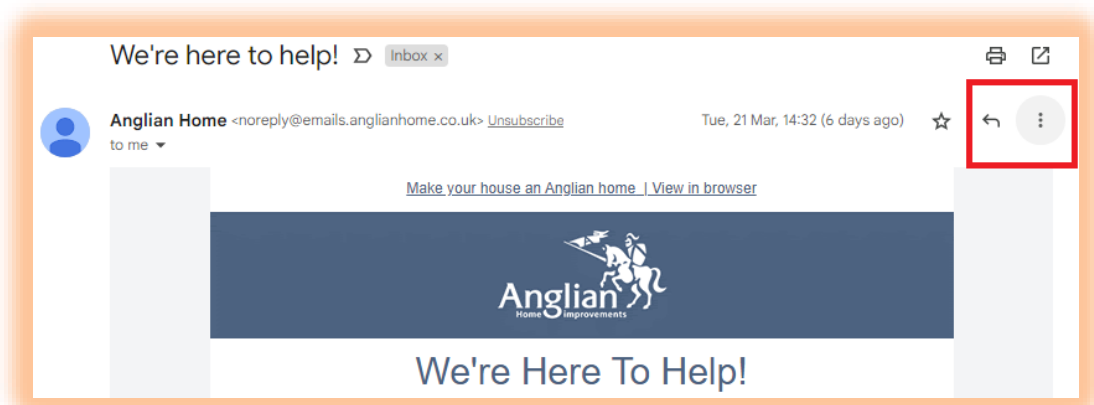 We're here to help! Inbox ×
Anglian Home <noreply@emails.anglianhome.co.uk> Unsubscribe Tue, 21 Mar, 14:32 (6 days ago)
to me
Make your house an Anglian home | View in browser
Anglian
Home improvements
We're Here To Help!